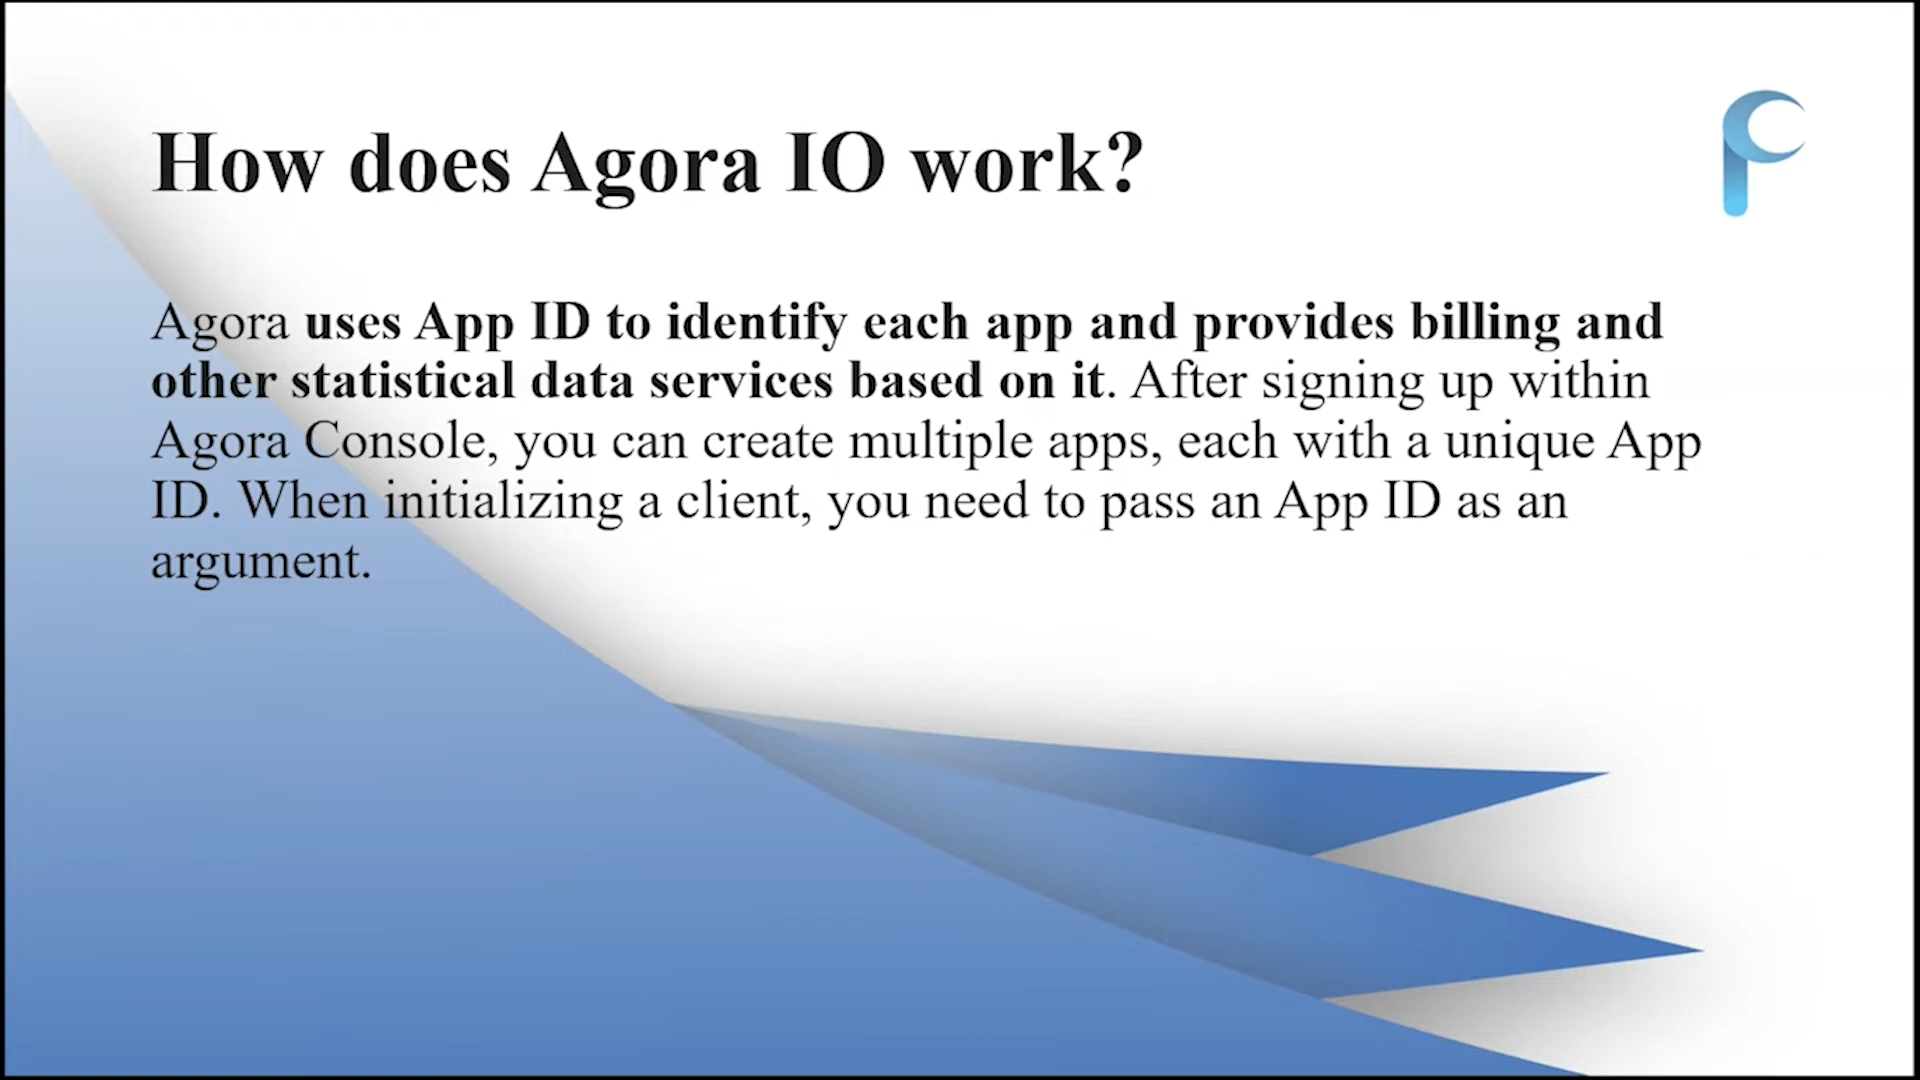 How does Agora IO work?
Agora uses App ID to identify each app and provides billing and
other statistical data services based on it. After signing up within
Agora Console, you can create multiple apps, each with a unique App
ID. When initializing a client, you need to pass an App ID as an
argument.